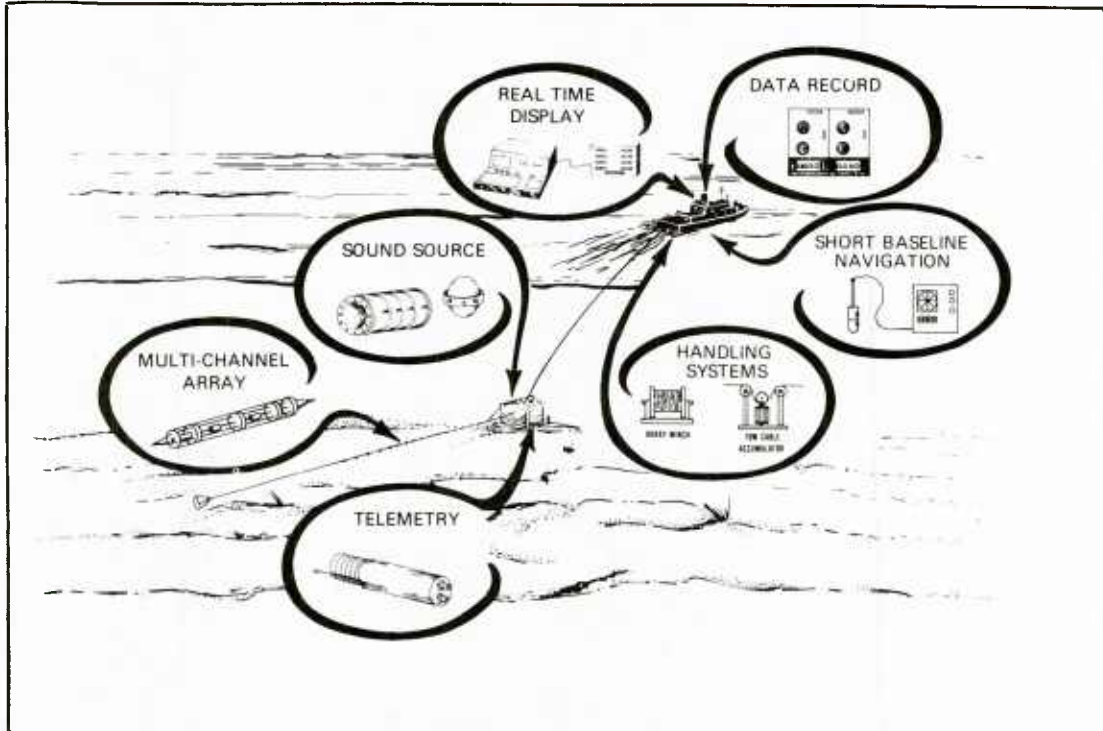 REAL TIME
DISPLAY
DATA RECORD
SOUND SOURCE
SHORT BASELINE
NAVIGATION
MULTI-CHANNEL
ARRAY
HANDLING
SYSTEMS
WINCH
TOW CABLE
ACCUMULATOR
TELEMETRY